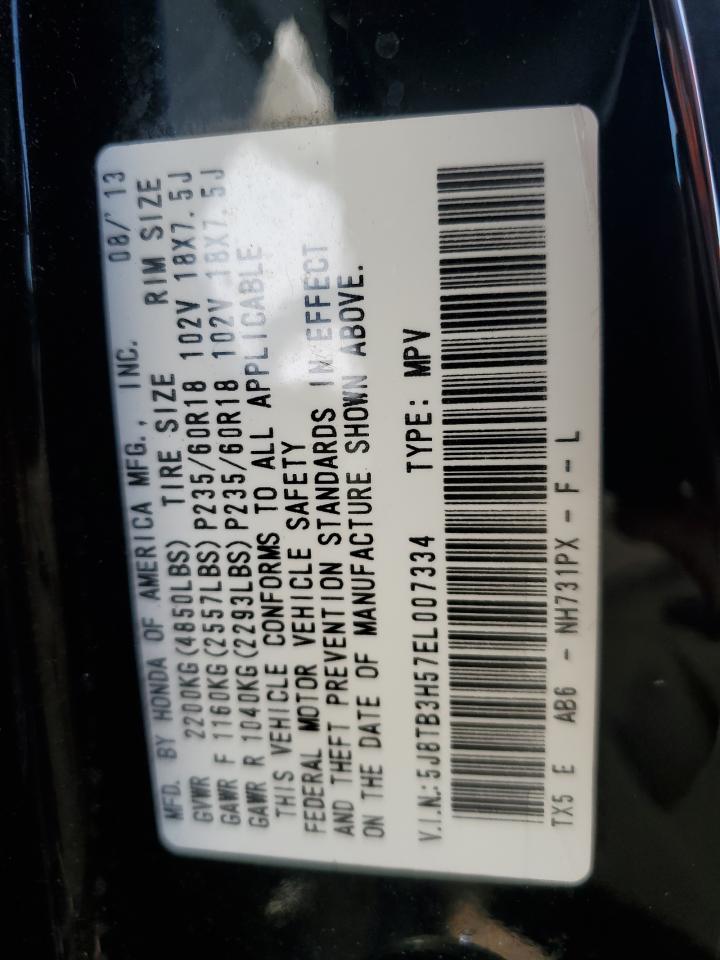 MFD. BY HONDA OF AMERICA MFG., INC. 08/'13
GVWR 2200KG(4850LBS) TIRE SIZE RIM SIZE
GAWR F 1160KG(2557LBS) P235/60R18 102V 18X7.5J
GAWR R 1040KG(2293LBS) P235/60R18 102V 18X7.5J
THIS VEHICLE CONFORMS TO ALL APPLICABLE
FEDERAL MOTOR VEHICLE SAFETY
AND THEFT PREVENTION STANDARDS IN EFFECT
ON THE DATE OF MANUFACTURE SHOWN ABOVE.
V.I.N.:5J8TB3H57EL007334 TYPE: MPV
TX5 E AB6 - NH731PX - F - L